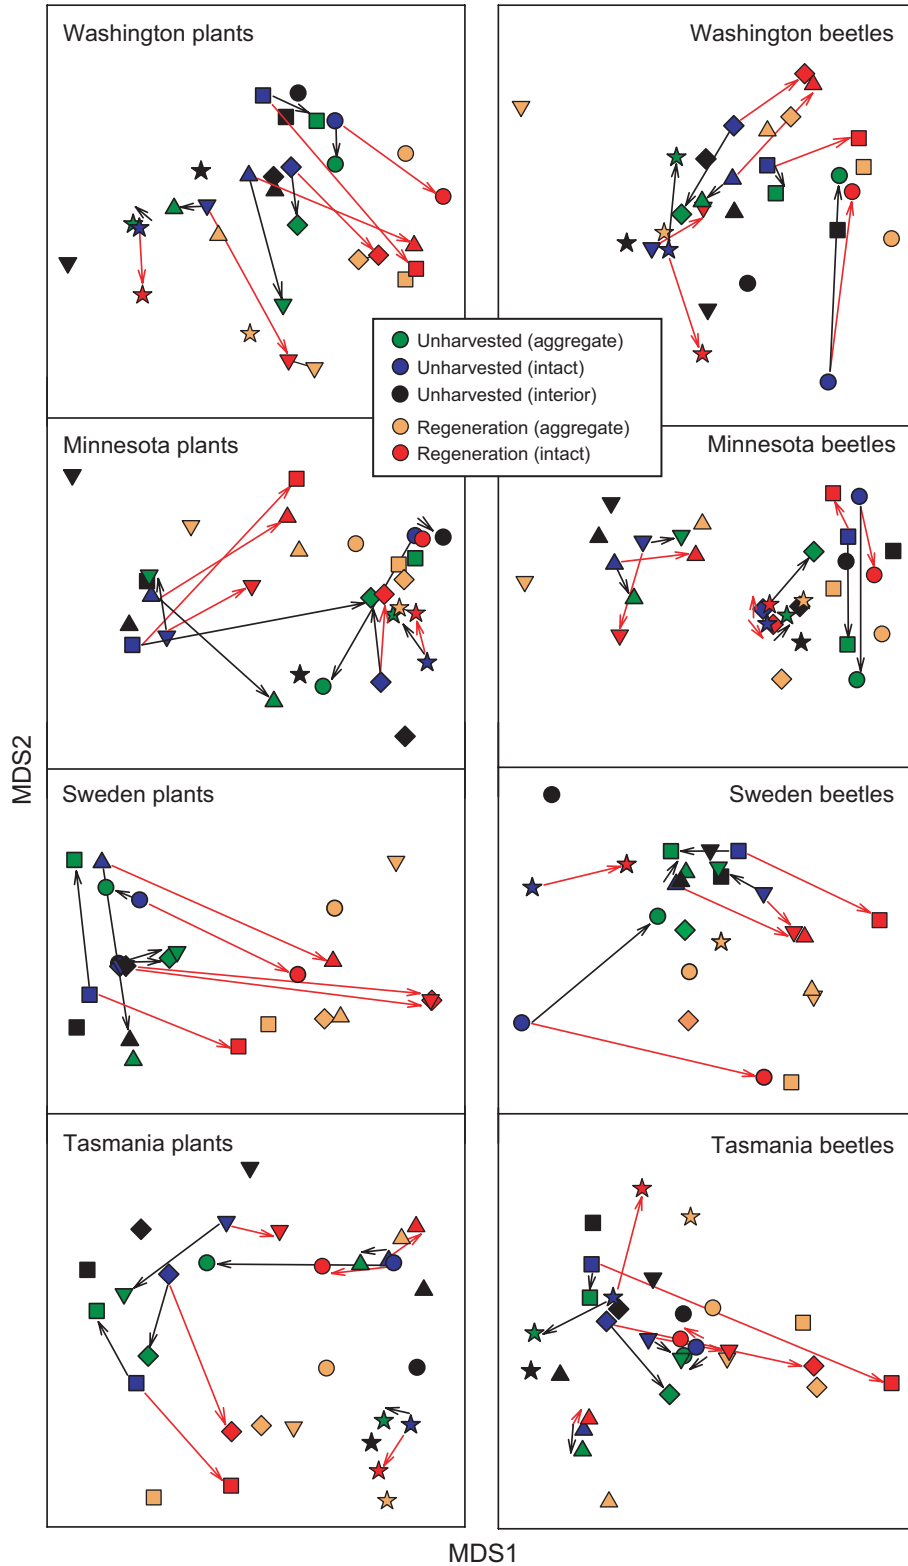 Washington plants
Washington beetles
Unharvested (aggregate)
Unharvested (intact)
Unharvested (interior)
Regeneration (aggregate)
Regeneration (intact)
Minnesota plants
Minnesota beetles
MDS2
Sweden plants
Sweden beetles
Tasmania plants
Tasmania beetles
MDS1